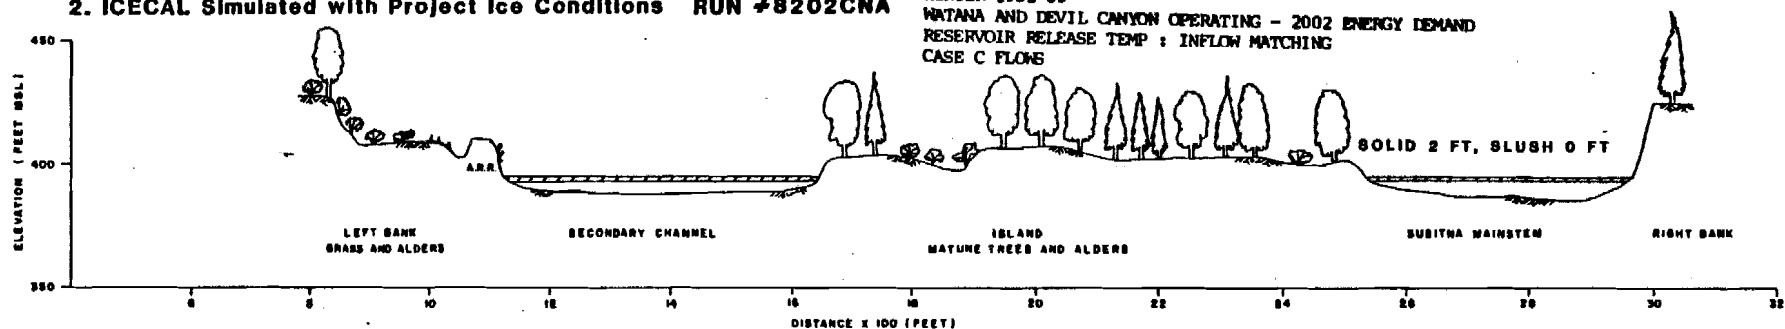 2. ICECAL Simulated with Project Ice Conditions RUN #8202CNA
WATANA AND DEVIL CANYON OPERATING - 2002 ENERGY DEMAND
RESERVOIR RELEASE TEMP : INFLOW MATCHING
CASE C FLOWS
450
400
350
ELEVATION (FEET MSL)
A.R.R.
SOLID 2 FT, SLUSH 0 FT
LEFT BANK
GRASS AND ALDERS
SECONDARY CHANNEL
ISLAND
MATURE TREES AND ALDERS
SUSITNA MAINSTEM
RIGHT BANK
6 8 10 12 14 16 18 20 22 24 26 28 30 32
DISTANCE X 100 (FEET)